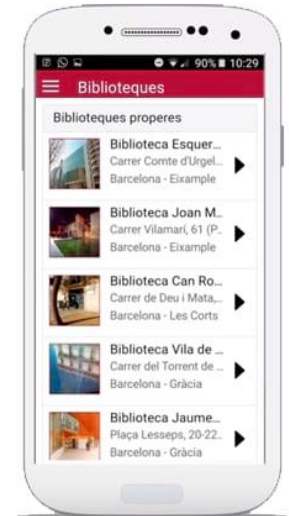 90% 10:29
Biblioteques
Biblioteques properes
Biblioteca Esquer...
Carrer Comte d'Urgel...
Barcelona - Eixample
Biblioteca Joan M...
Carrer Vilamarí, 61 (P...
Barcelona - Eixample
Biblioteca Can Ro...
Carrer de Deu i Mata,...
Barcelona - Les Corts
Biblioteca Vila de ...
Carrer del Torrent de ...
Barcelona - Gràcia
Biblioteca Jaume...
Plaça Lesseps, 20-22...
Barcelona - Gràcia